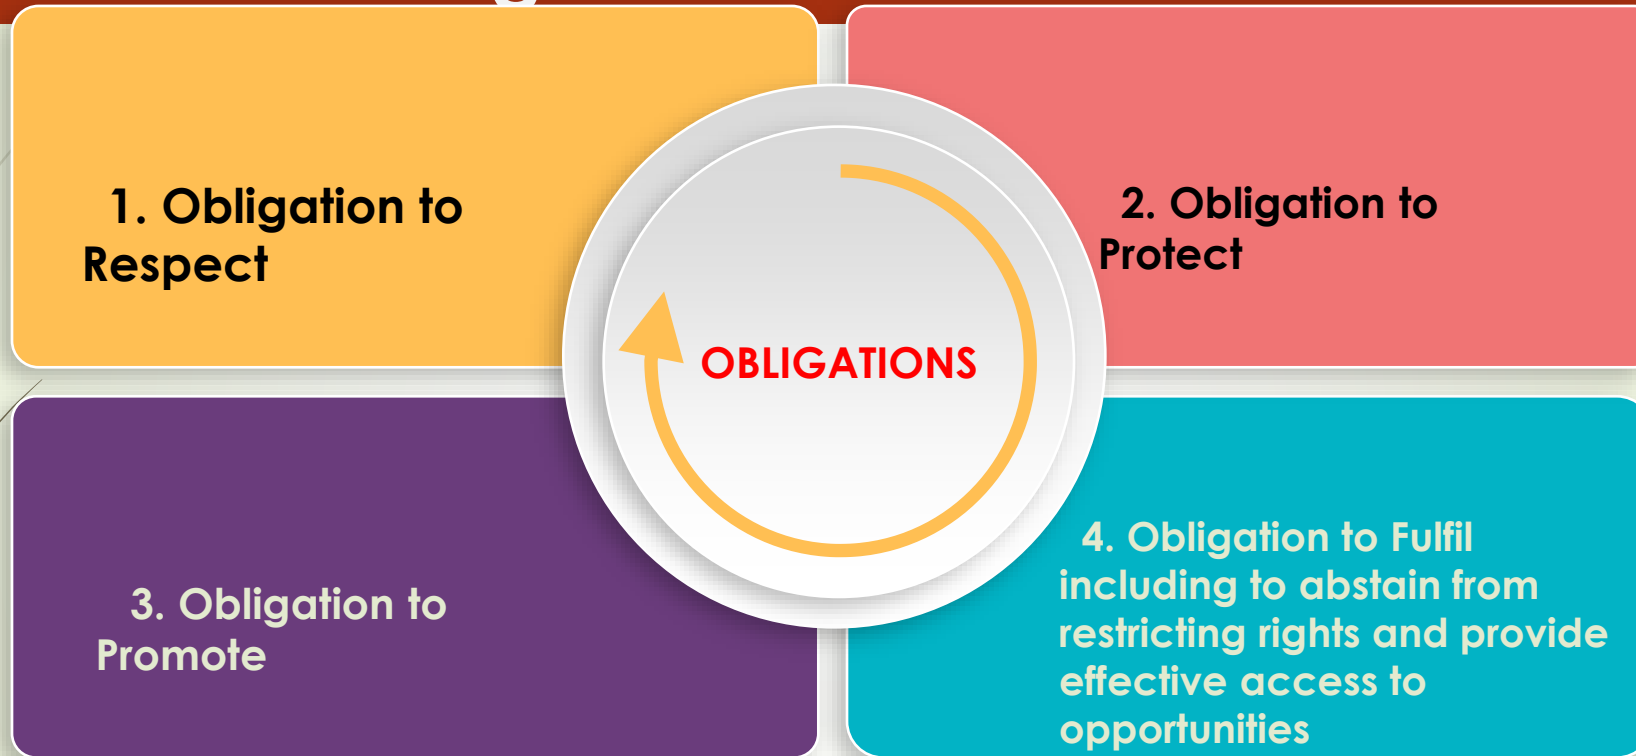 1. Obligation to
Respect
2. Obligation to
Protect
OBLIGATIONS
3. Obligation to
Promote
4. Obligation to Fulfil
including to abstain from
restricting rights and provide
effective access to
opportunities